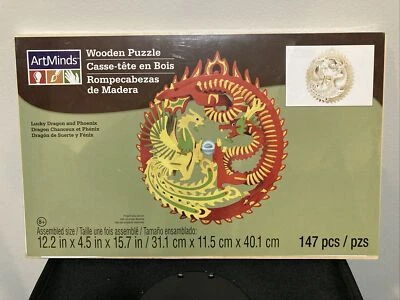 ArtMinds
Wooden Puzzle
Casse-tête en Bois
Rompecabezas
de Madera
Lucky Dragon and Phoenix
Dragon Chanceux et Phénix
Dragón de Suerte y Fénix
8+
Assembled size / Taille une fois assemblé / Tamaño ensamblado:
12.2 in x 4.5 in x 15.7 in / 31.1 cm x 11.5 cm x 40.1 cm
147 pcs / pzs